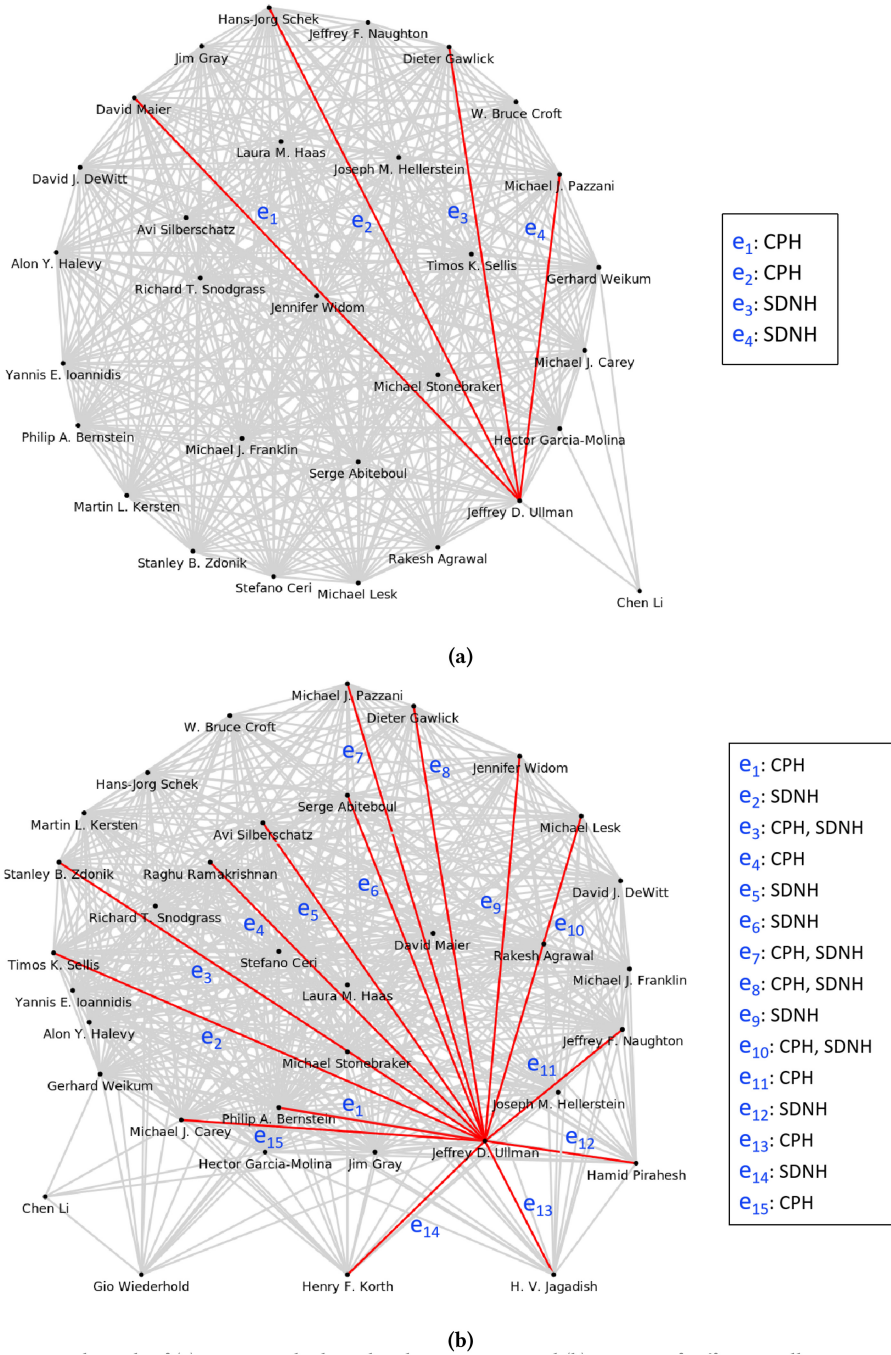 Hans-Jorg Schek
Jeffrey F. Naughton
Jim Gray
Dieter Gawlick
David Maier
W. Bruce Croft
Laura M. Haas
Joseph M. Hellerstein
David J. DeWitt
Michael J. Pazzani
e1
e2
e3
e4
Avi Silberschatz
Alon Y. Halevy
Timos K. Sellis
Gerhard Weikum
Richard T. Snodgrass
Jennifer Widom
Michael J. Carey
Yannis E. Ioannidis
Michael Stonebraker
Philip A. Bernstein
Michael J. Franklin
Hector Garcia-Molina
Serge Abiteboul
Martin L. Kersten
Jeffrey D. Ullman
Stanley B. Zdonik
Rakesh Agrawal
Stefano Ceri
Michael Lesk
Chen Li
e1: CPH
e2: CPH
e3: SDNH
e4: SDNH
(a)
Michael J. Pazzani
Dieter Gawlick
W. Bruce Croft
e7
e8
Jennifer Widom
Hans-Jorg Schek
Serge Abiteboul
Martin L. Kersten
Avi Silberschatz
Michael Lesk
Stanley B. Zdonik
Raghu Ramakrishnan
e6
David J. DeWitt
Richard T. Snodgrass
e4
e5
e9
e10
David Maier
Rakesh Agrawal
Timos K. Sellis
e3
Stefano Ceri
Michael J. Franklin
Yannis E. Ioannidis
Laura M. Haas
Alon Y. Halevy
e2
Jeffrey F. Naughton
Michael Stonebraker
e11
Gerhard Weikum
e1
Joseph M. Hellerstein
Philip A. Bernstein
Michael J. Carey
e15
e12
Hector Garcia-Molina
Jim Gray
Jeffrey D. Ullman
Hamid Pirahesh
Chen Li
e13
e14
Gio Wiederhold
Henry F. Korth
H. V. Jagadish
e1: CPH
e2: SDNH
e3: CPH, SDNH
e4: CPH
e5: SDNH
e6: SDNH
e7: CPH, SDNH
e8: CPH, SDNH
e9: SDNH
e10: CPH, SDNH
e11: CPH
e12: SDNH
e13: CPH
e14: SDNH
e15: CPH
(b)